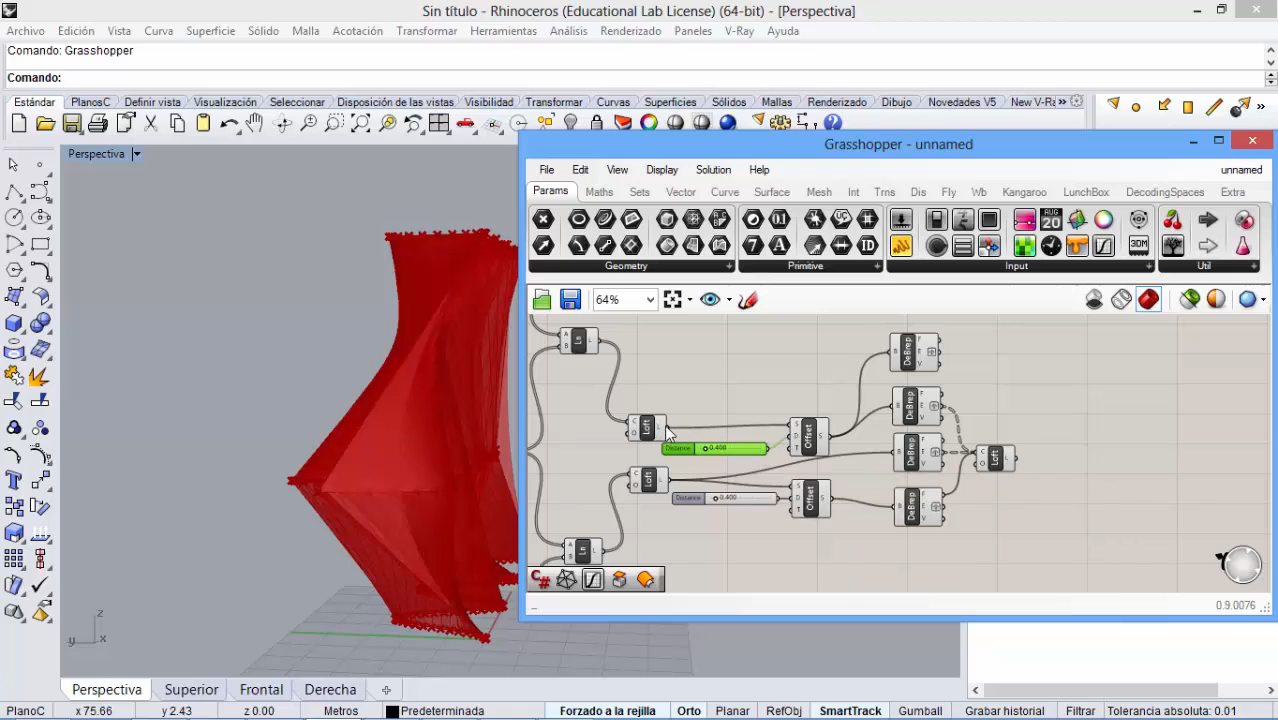 Sin título - Rhinoceros (Educational Lab License) (64-bit) - [Perspectiva]
Archivo Edición Vista Curva Superficie Sólido Malla Acotación Transformar Herramientas Análisis Renderizado Paneles V-Ray Ayuda
Comando: Grasshopper
Comando:
Estándar PlanosC Definir vista Visualización Seleccionar Disposición de las vistas Visibilidad Transformar Curvas Superficies Sólidos Mallas Renderizado Dibujo Novedades V5 New V-Ra
Perspectiva
Grasshopper - unnamed
File Edit View Display Solution Help unnamed
Params Maths Sets Vector Curve Surface Mesh Int Trns Dis Fly Wb Kangaroo LunchBox DecodingSpaces Extra
AUG
20
ID
3DM
Geometry Primitive Input Util
64%
A
B
Ln
L
B
DeBrep
F
E
V
B
DeBrep
F
E
V
C
O
Loft
L
Distance
0.400
S
D
T
Offset
S
B
DeBrep
F
E
V
C
O
Loft
L
C
O
Loft
L
Distance
0.400
S
D
T
Offset
S
B
DeBrep
F
E
V
A
B
Ln
L
C#
0.9.0076
z
y
x
Perspectiva Superior Frontal Derecha
PlanoC x 75.66 y 2.43 z 0.00 Metros Predeterminada Forzado a la rejilla Orto Planar RefObj SmartTrack Gumball Grabar historial Filtrar Tolerancia absoluta: 0.01